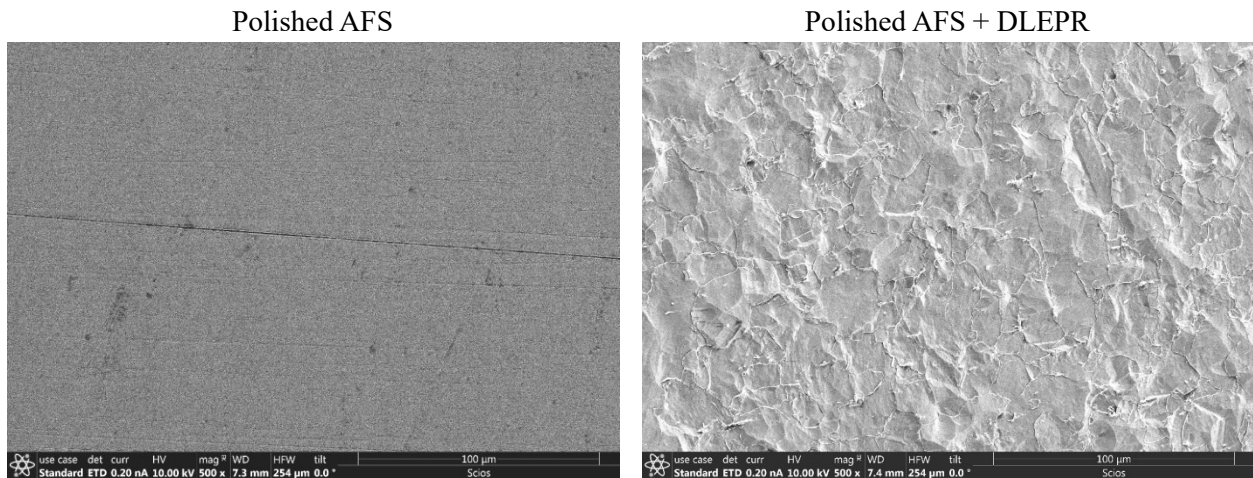 Polished AFS
Polished AFS + DLEPR
use case det curr HV mag WD HFW tilt 100 µm
Standard ETD 0.20 nA 10.00 kV 500 x 7.3 mm 254 µm 0.0 ° Scios
use case det curr HV mag WD HFW tilt 100 µm
Standard ETD 0.20 nA 10.00 kV 500 x 7.4 mm 254 µm 0.0 ° Scios